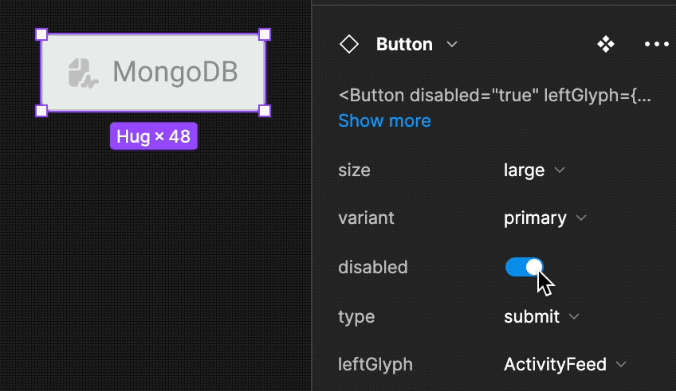 MongoDB
Hug × 48
Button
<Button disabled="true" leftGlyph={...
Show more
size large
variant primary
disabled
type submit
leftGlyph ActivityFeed